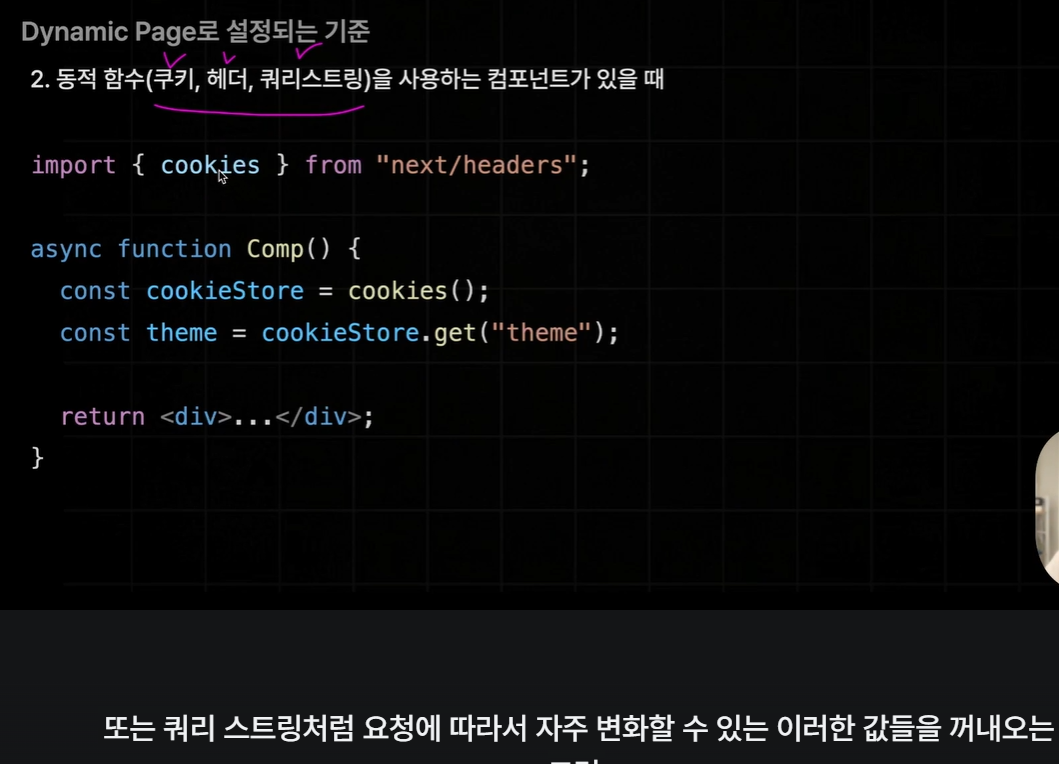 Dynamic Page로 설정되는 기준
2. 동적 함수(쿠키, 헤더, 쿼리스트링)을 사용하는 컴포넌트가 있을 때
import { cookies } from "next/headers";
async function Comp() {
const cookieStore = cookies();
const theme = cookieStore.get("theme");
return <div>...</div>;
}
또는 쿼리 스트링처럼 요청에 따라서 자주 변화할 수 있는 이러한 값들을 꺼내오는